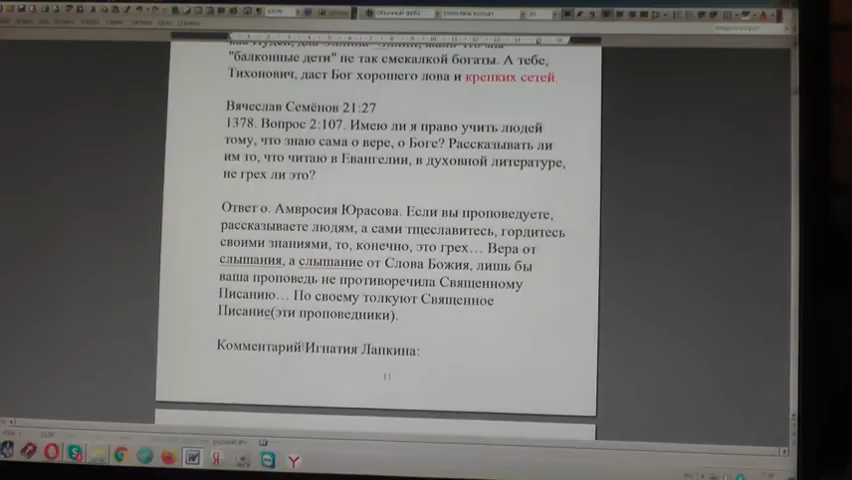 "балконные дети" не так смекалкой богаты. А тебе,
Тихонович, даст Бог хорошего лова и крепких сетей.
Вячеслав Семёнов 21:27
1378. Вопрос 2:107. Имею ли я право учить людей
тому, что знаю сама о вере, о Боге? Рассказывать ли
им то, что читаю в Евангелии, в духовной литературе,
не грех ли это?
Ответ о. Амвросия Юрасова. Если вы проповедуете,
рассказываете людям, а сами тщеславитесь, гордитесь
своими знаниями, то, конечно, это грех… Вера от
слышания, а слышание от Слова Божия, лишь бы
ваша проповедь не противоречила Священному
Писанию… По своему толкуют Священное
Писание(эти проповедники).
Комментарий Игнатия Лапкина:
11